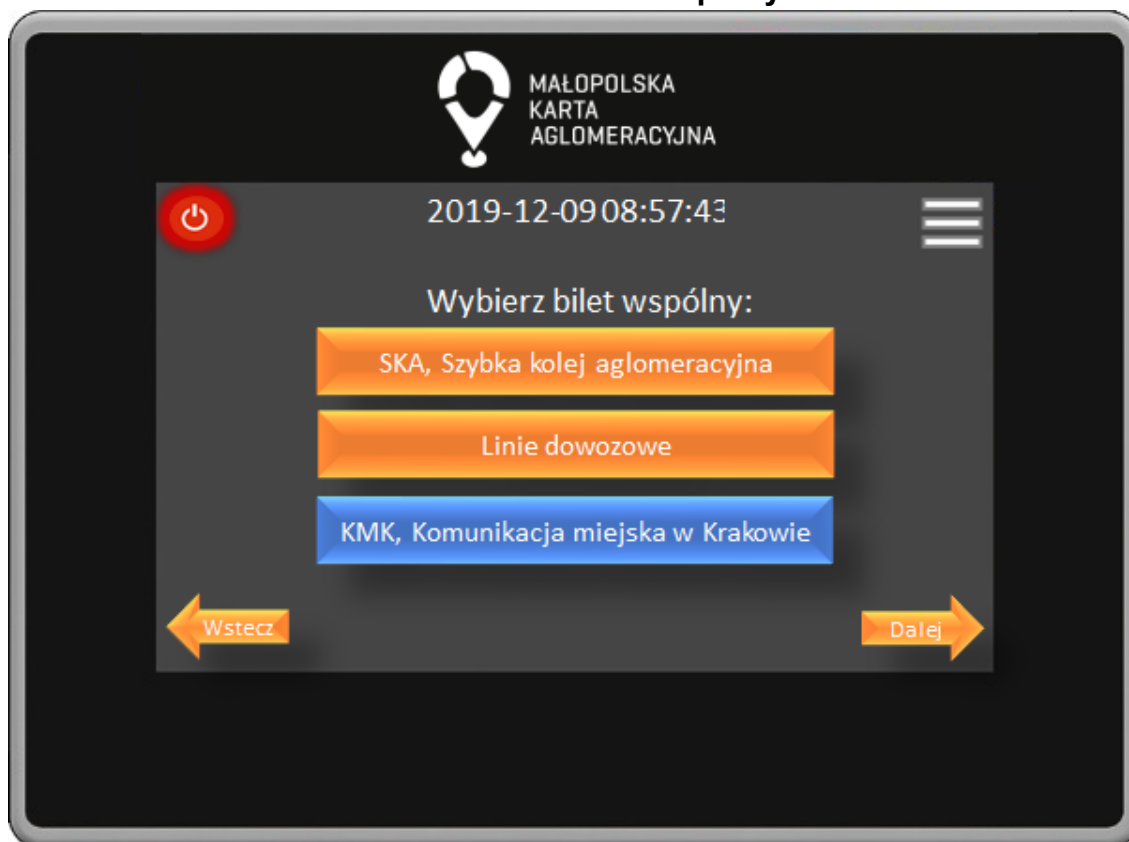 MAŁOPOLSKA
KARTA
AGLOMERACYJNA
2019-12-09 08:57:43
Wybierz bilet wspólny:
SKA, Szybka kolej aglomeracyjna
Linie dowozowe
KMK, Komunikacja miejska w Krakowie
Wstecz
Dalej